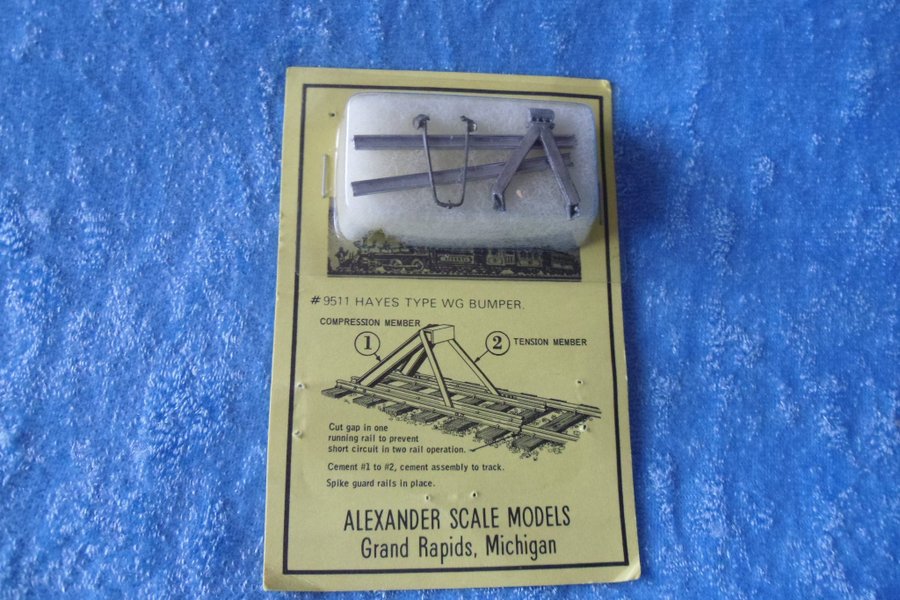 #9511 HAYES TYPE WG BUMPER.
COMPRESSION MEMBER
1
2
TENSION MEMBER
Cut gap in one
running rail to prevent
short circuit in two rail operation.
Cement #1 to #2, cement assembly to track.
Spike guard rails in place.
ALEXANDER SCALE MODELS
Grand Rapids, Michigan